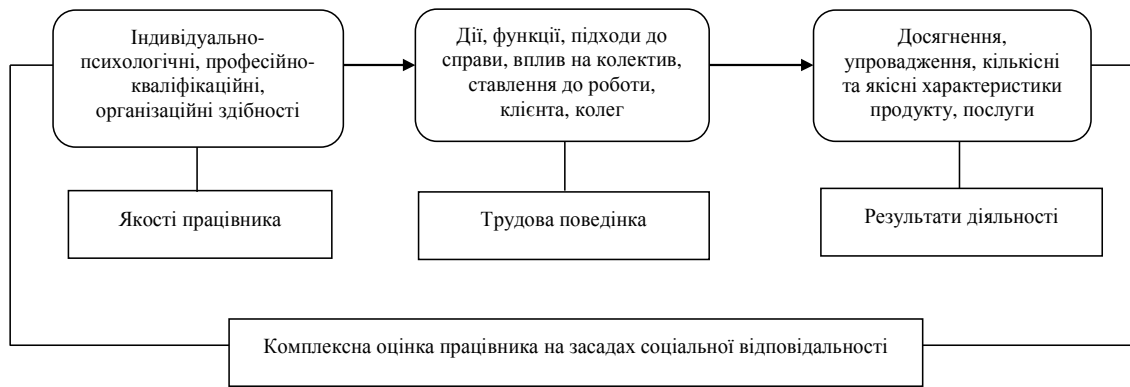 Індивідуально-
психологічні, професійно-
кваліфікаційні,
організаційні здібності
Дії, функції, підходи до
справи, вплив на колектив,
ставлення до роботи,
клієнта, колег
Досягнення,
упровадження, кількісні
та якісні характеристики
продукту, послуги
Якості працівника
Трудова поведінка
Результати діяльності
Комплексна оцінка працівника на засадах соціальної відповідальності